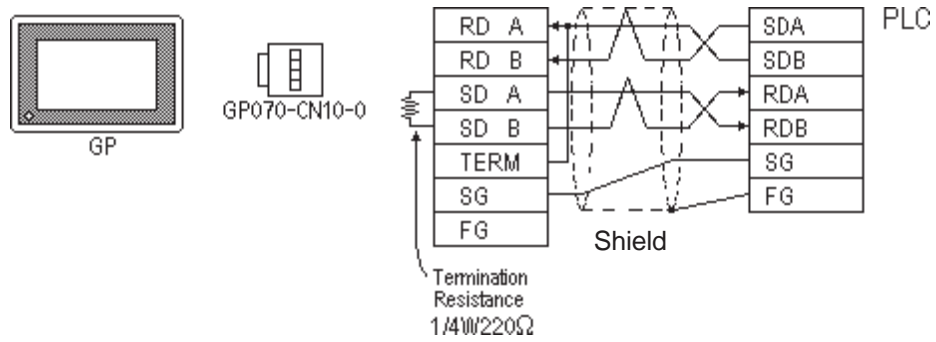 GP
GP070-CN10-0
RD A
RD B
SD A
SD B
TERM
SG
FG
Termination
Resistance
1/4W220Ω
Shield
PLC
SDA
SDB
RDA
RDB
SG
FG